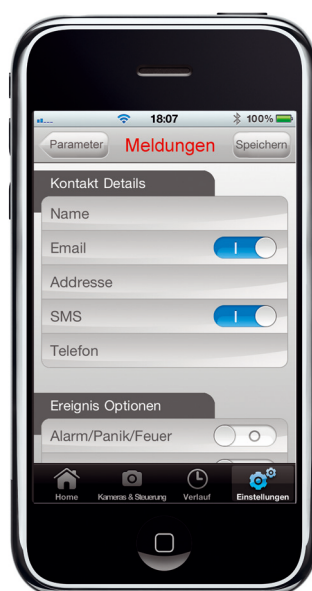 18:07 100%
Parameter Meldungen Speichern
Kontakt Details
Name
Email
Addresse
SMS
Telefon
Ereignis Optionen
Alarm/Panik/Feuer
Home Kameras & Steuerung Verlauf Einstellungen